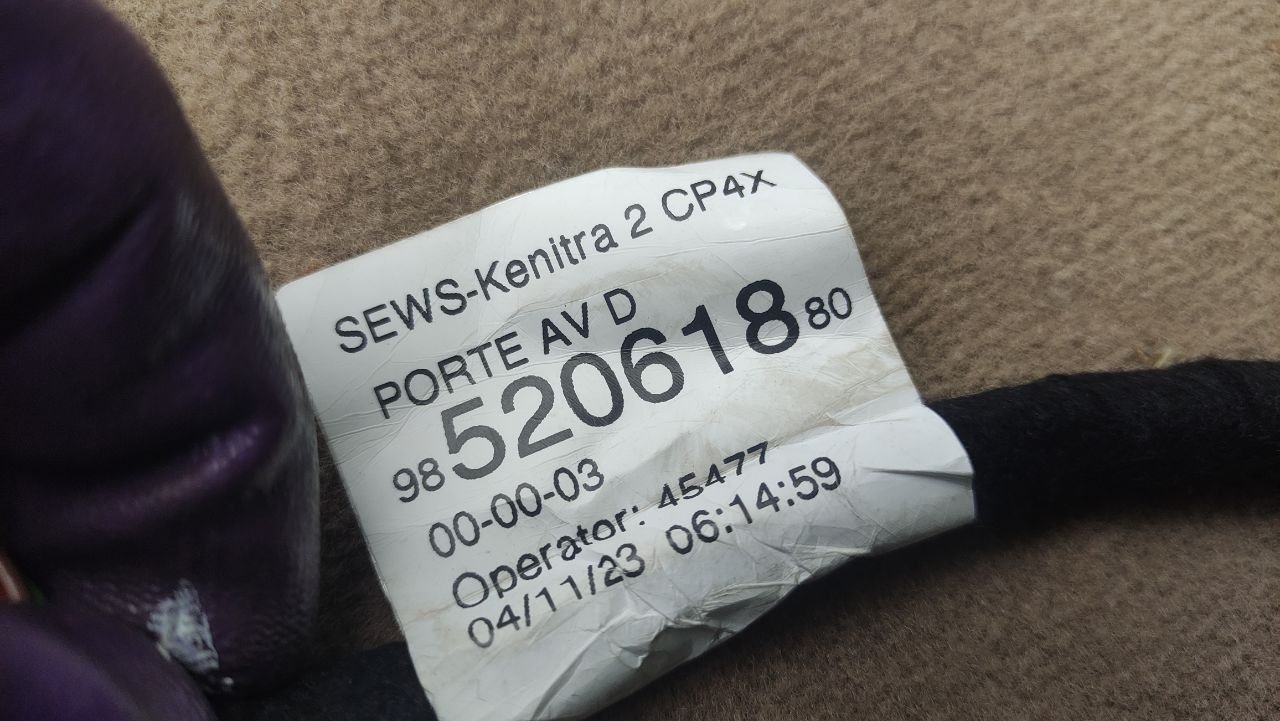 SEWS-Kenitra 2 CP4X
PORTE AV D
98 520618 80
00-00-03
Operator: 45477
04/11/23 06:14:59